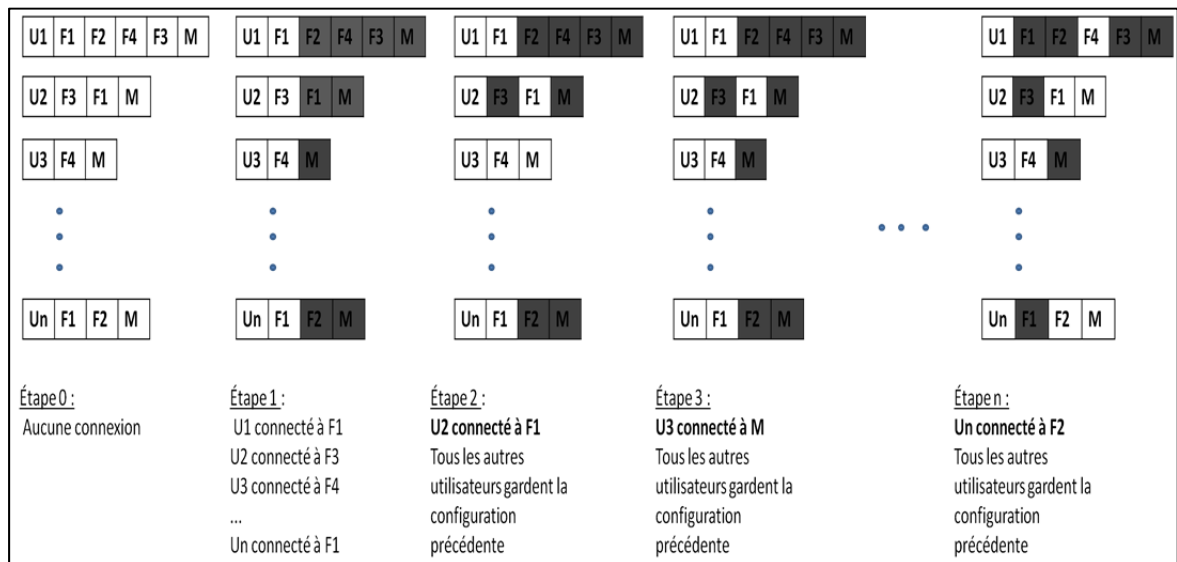 U1 F1 F2 F4 F3 M U1 F1 F2 F4 F3 M U1 F1 F2 F4 F3 M U1 F1 F2 F4 F3 M U1 F1 F2 F4 F3 M
U2 F3 F1 M U2 F3 F1 M U2 F3 F1 M U2 F3 F1 M U2 F3 F1 M
U3 F4 M U3 F4 M U3 F4 M U3 F4 M U3 F4 M
Un F1 F2 M Un F1 F2 M Un F1 F2 M Un F1 F2 M Un F1 F2 M
Étape 0 :
Aucune connexion
Étape 1 :
U1 connecté à F1
U2 connecté à F3
U3 connecté à F4
...
Un connecté à F1
Étape 2 :
U2 connecté à F1
Tous les autres
utilisateurs gardent la
configuration
précédente
Étape 3 :
U3 connecté à M
Tous les autres
utilisateurs gardent la
configuration
précédente
Étape n :
Un connecté à F2
Tous les autres
utilisateurs gardent la
configuration
précédente